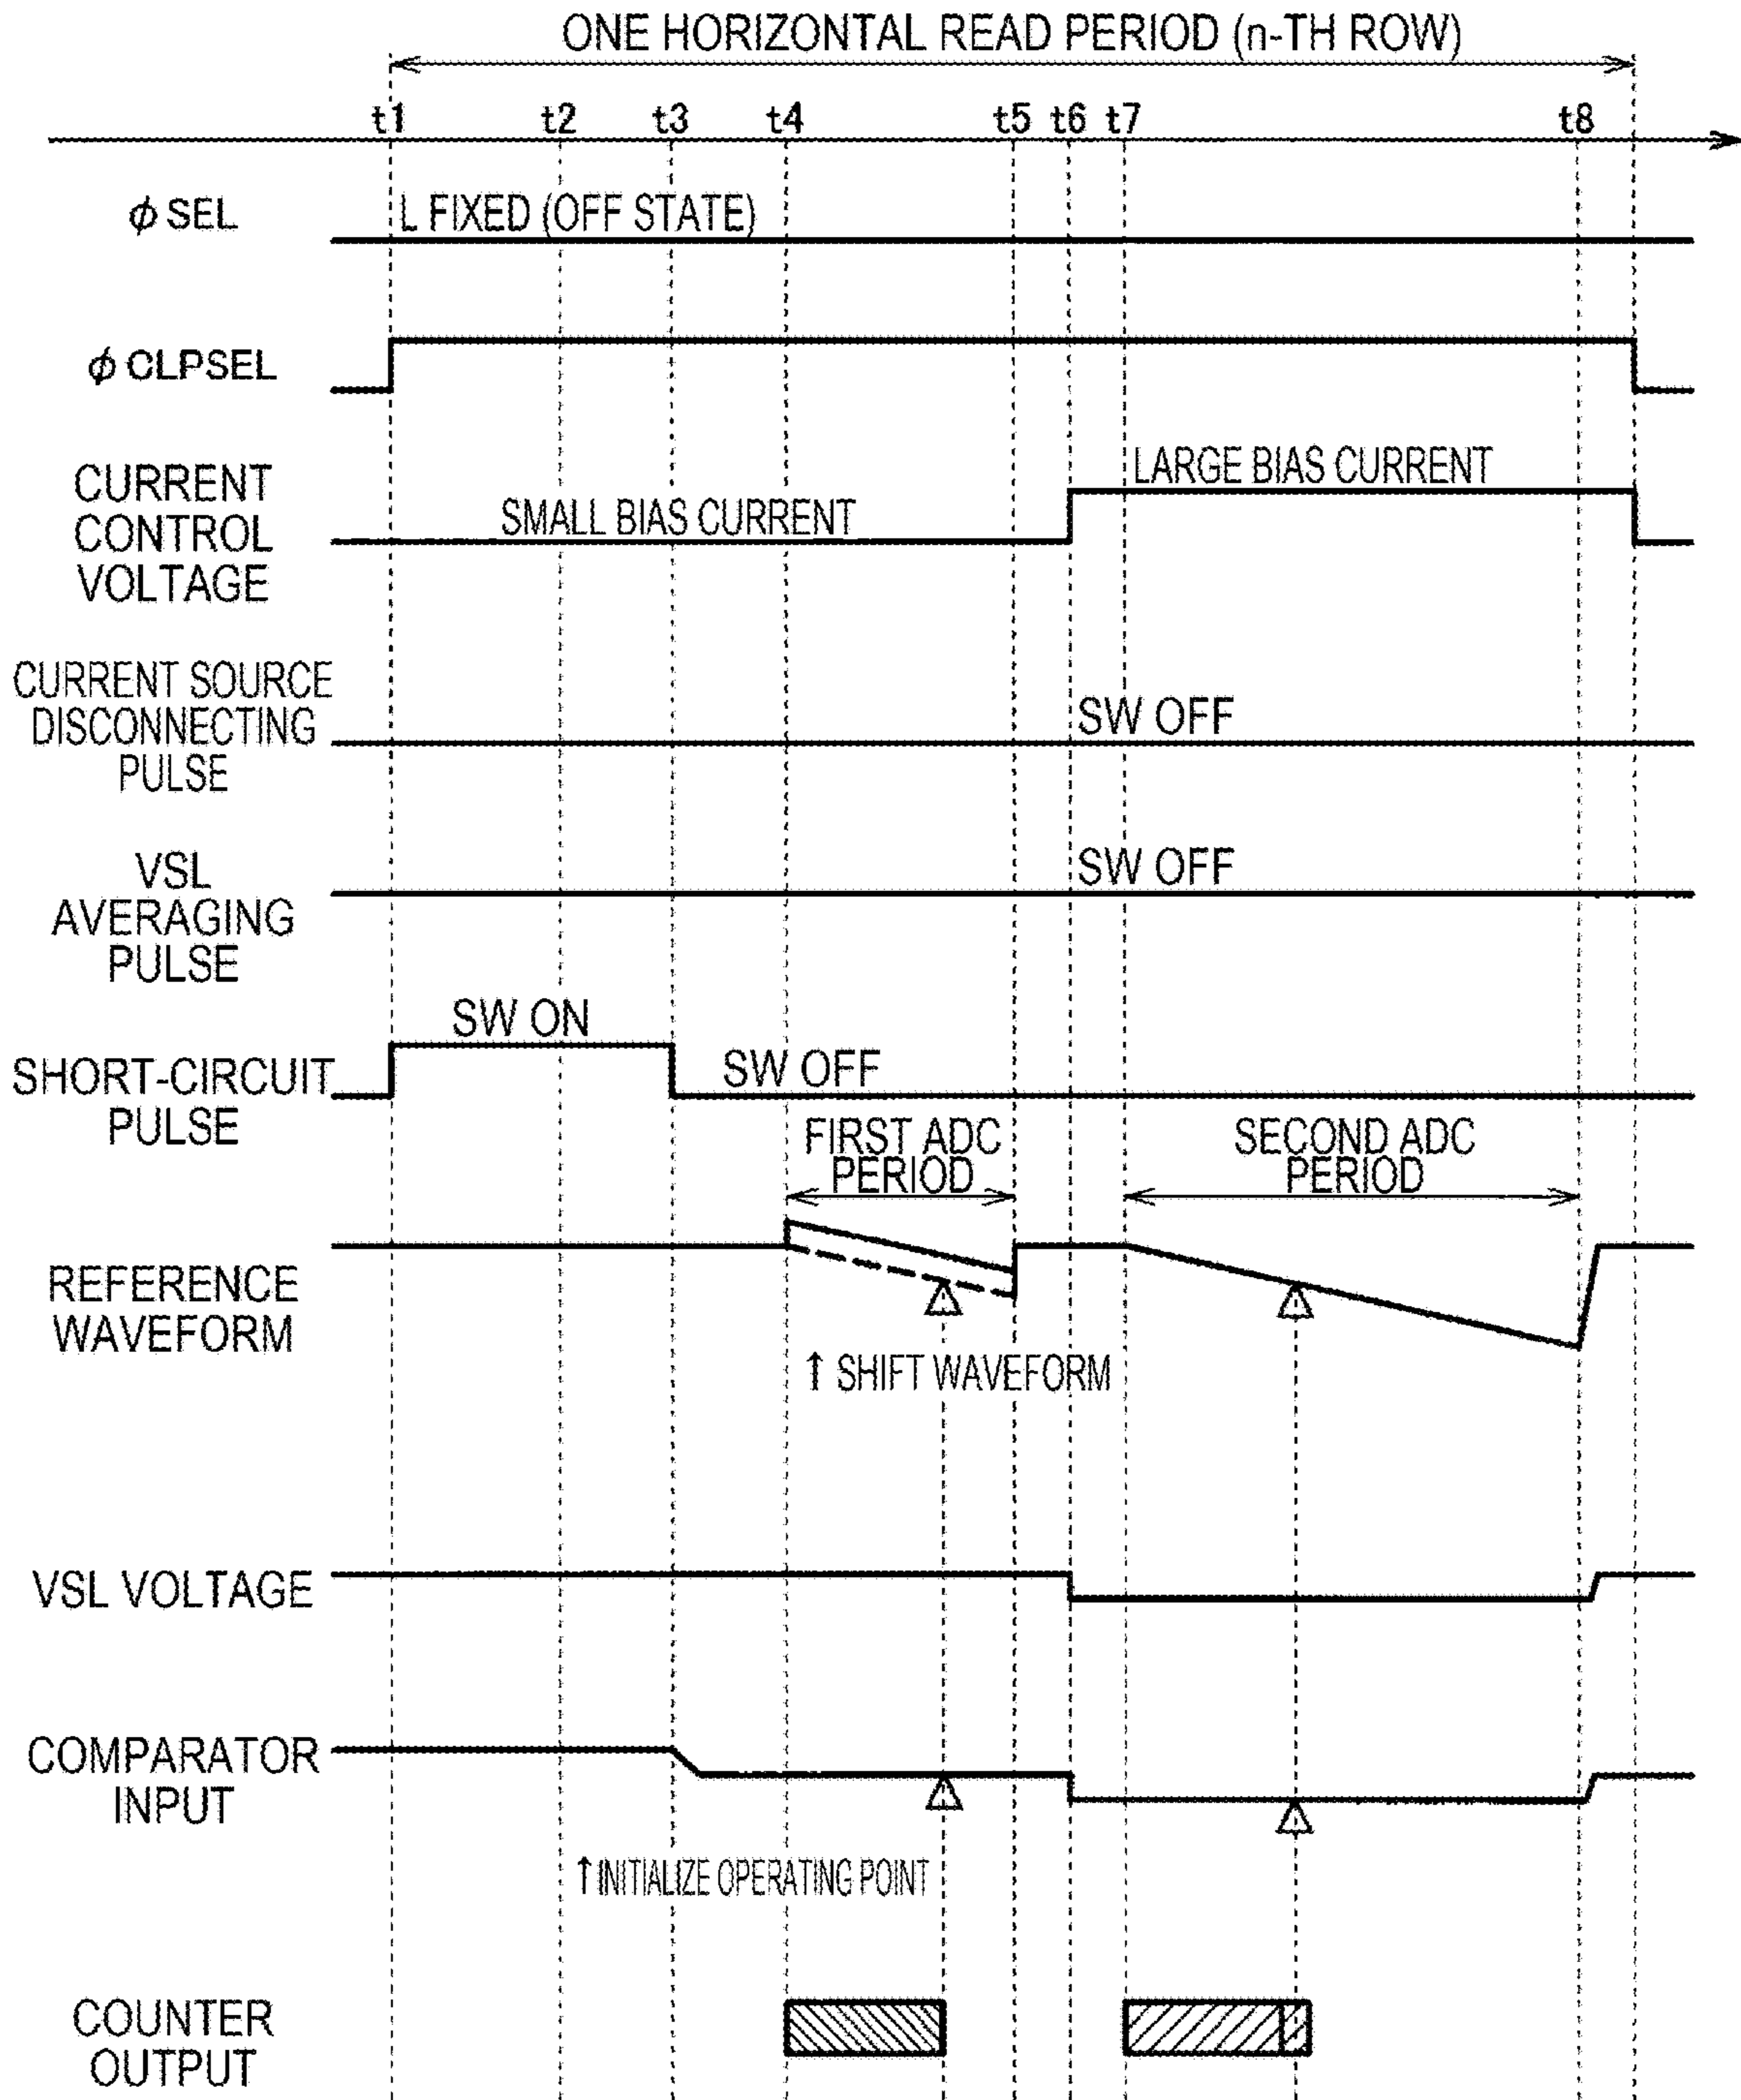 ONE HORIZONTAL READ PERIOD (n-TH ROW)
t1 t2 t3 t4 t5 t6 t7 t8
ϕ SEL
L FIXED (OFF STATE)
ϕ CLPSEL
CURRENT
CONTROL
VOLTAGE
SMALL BIAS CURRENT
LARGE BIAS CURRENT
CURRENT SOURCE
DISCONNECTING
PULSE
SW OFF
VSL
AVERAGING
PULSE
SW OFF
SHORT-CIRCUIT
PULSE
SW ON
SW OFF
FIRST ADC
PERIOD
SECOND ADC
PERIOD
REFERENCE
WAVEFORM
↑ SHIFT WAVEFORM
VSL VOLTAGE
COMPARATOR
INPUT
↑ INITIALIZE OPERATING POINT
COUNTER
OUTPUT